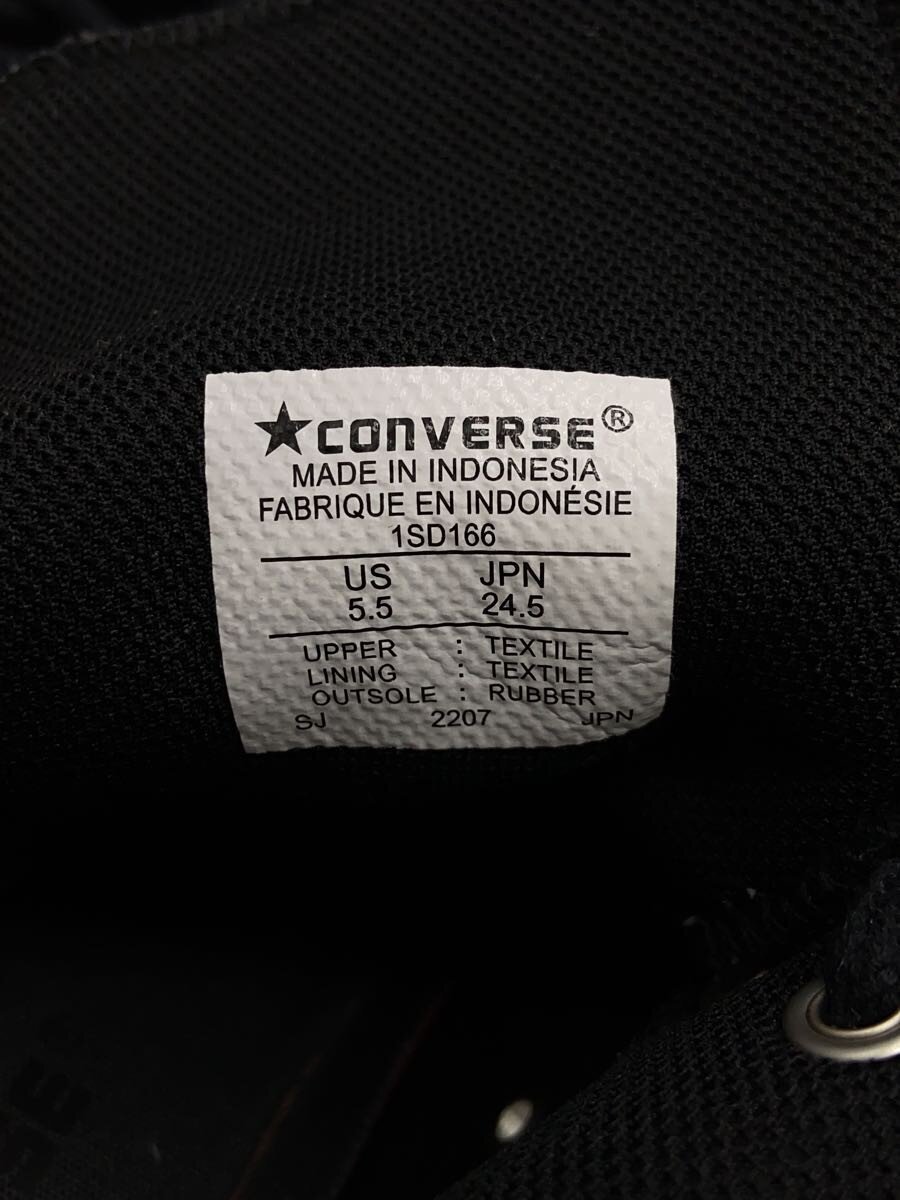 ★CONVERSE®
MADE IN INDONESIA
FABRIQUE EN INDONÉSIE
1SD166
US JPN
5.5 24.5
UPPER : TEXTILE
LINING : TEXTILE
OUTSOLE : RUBBER
SJ 2207 JPN